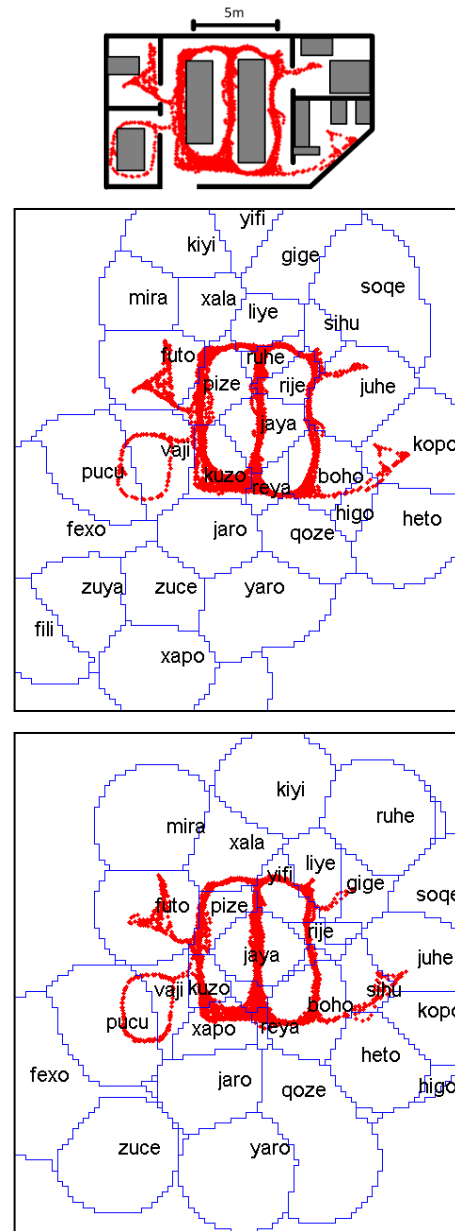 5m
yifi
kiyi
gige
soqe
mira
xala
liye
sihu
futo
ruhe
pize
rije
juhe
jaya
vaji
kopo
pucu
kuzo
boho
reya
higo
heto
fexo
jaro
qoze
zuya
zuce
yaro
fili
xapo
kiyi
ruhe
mira
xala
liye
yifi
gige
soqe
futo
pize
rije
jaya
juhe
vaji
kuzo
sihu
boho
kopo
pucu
xapo
reya
heto
fexo
jaro
qoze
higo
zuce
yaro